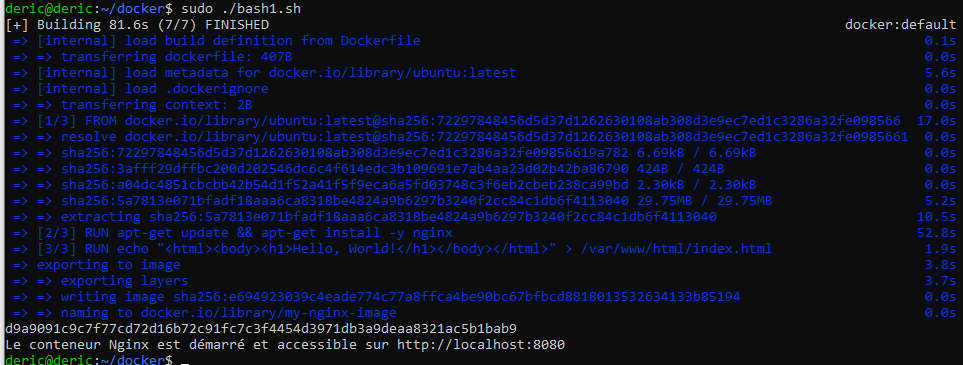 deric@deric:~/docker$ sudo ./bash1.sh
[+] Building 81.6s (7/7) FINISHED docker:default
=> [internal] load build definition from Dockerfile 0.1s
=> => transferring dockerfile: 407B 0.0s
=> [internal] load metadata for docker.io/library/ubuntu:latest 5.6s
=> [internal] load .dockerignore 0.0s
=> => transferring context: 2B 0.0s
=> [1/3] FROM docker.io/library/ubuntu:latest@sha256:72297848456d5d37d1262630108ab308d3e9ec7ed1c3286a32fe098566 17.0s
=> => resolve docker.io/library/ubuntu:latest@sha256:72297848456d5d37d1262630108ab308d3e9ec7ed1c3286a32fe0985661 0.0s
=> => sha256:72297848456d5d37d1262630108ab308d3e9ec7ed1c3286a32fe09856619a782 6.69kB / 6.69kB 0.0s
=> => sha256:3afff29dffbc200d202546dc6c4f614edc3b109691e7ab4aa23d02b42ba86790 424B / 424B 0.0s
=> => sha256:a04dc4851cbcbb42b54d1f52a41f5f9eca6a5fd03748c3f6eb2cbeb238ca99bd 2.30kB / 2.30kB 0.0s
=> => sha256:5a7813e071bfadf18aaa6ca8318be4824a9b6297b3240f2cc84c1db6f4113040 29.75MB / 29.75MB 5.2s
=> => extracting sha256:5a7813e071bfadf18aaa6ca8318be4824a9b6297b3240f2cc84c1db6f4113040 10.5s
=> [2/3] RUN apt-get update && apt-get install -y nginx 52.8s
=> [3/3] RUN echo "<html><body><h1>Hello, World!</h1></body></html>" > /var/www/html/index.html 1.9s
=> exporting to image 3.8s
=> => exporting layers 3.7s
=> => writing image sha256:e694923039c4eade774c77a8ffca4be90bc67bfbcd8818013532634133b85194 0.0s
=> => naming to docker.io/library/my-nginx-image 0.0s
d9a9091c9c7f77cd72d16b72c91fc7c3f4454d3971db3a9deaa8321ac5b1bab9
Le conteneur Nginx est démarré et accessible sur http://localhost:8080
deric@deric:~/docker$